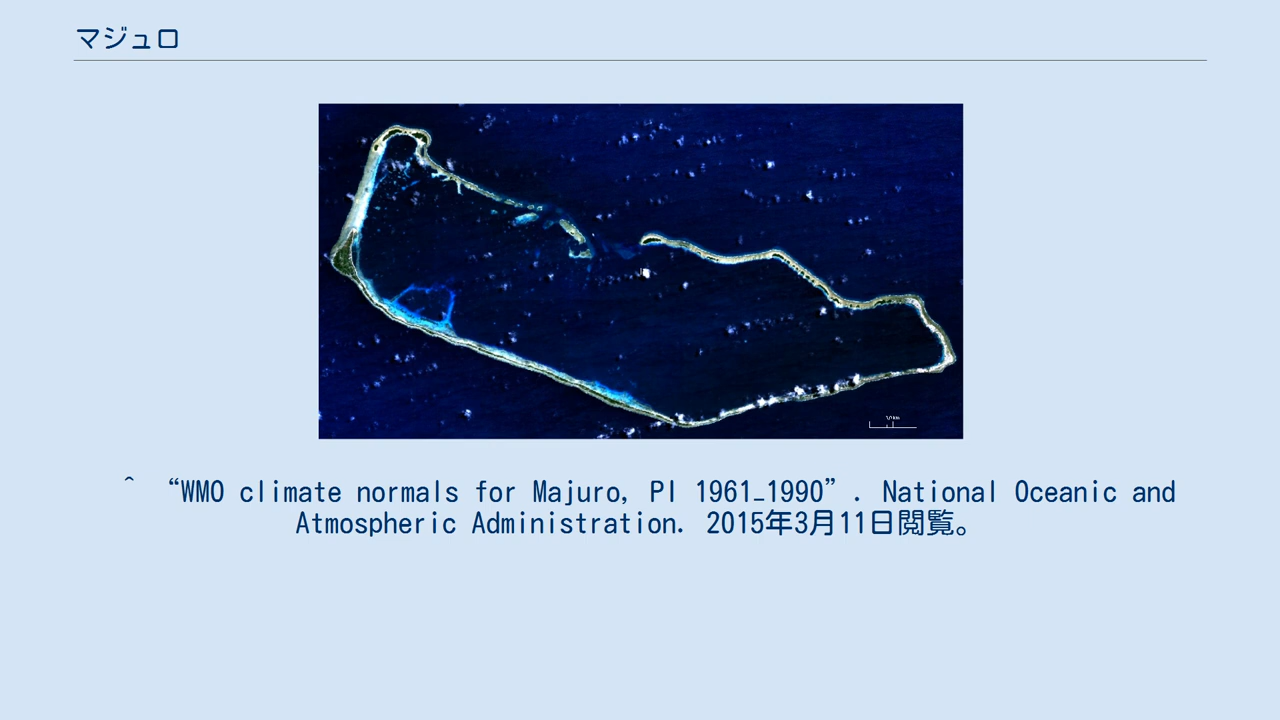 マジュロ
^ “WMO climate normals for Majuro, PI 1961–1990”. National Oceanic and
Atmospheric Administration. 2015年3月11日閲覧。